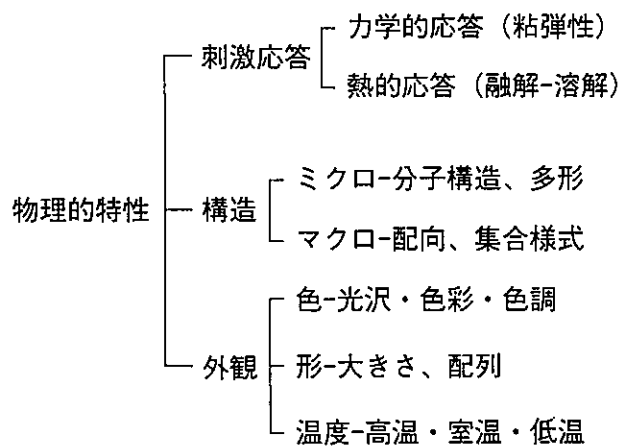 力学的応答（粘弾性）
刺激応答
熱的応答（融解-溶解）
ミクロ-分子構造、多形
物理的特性
構造
マクロ-配向、集合様式
色-光沢・色彩・色調
外観
形-大きさ、配列
温度-高温・室温・低温